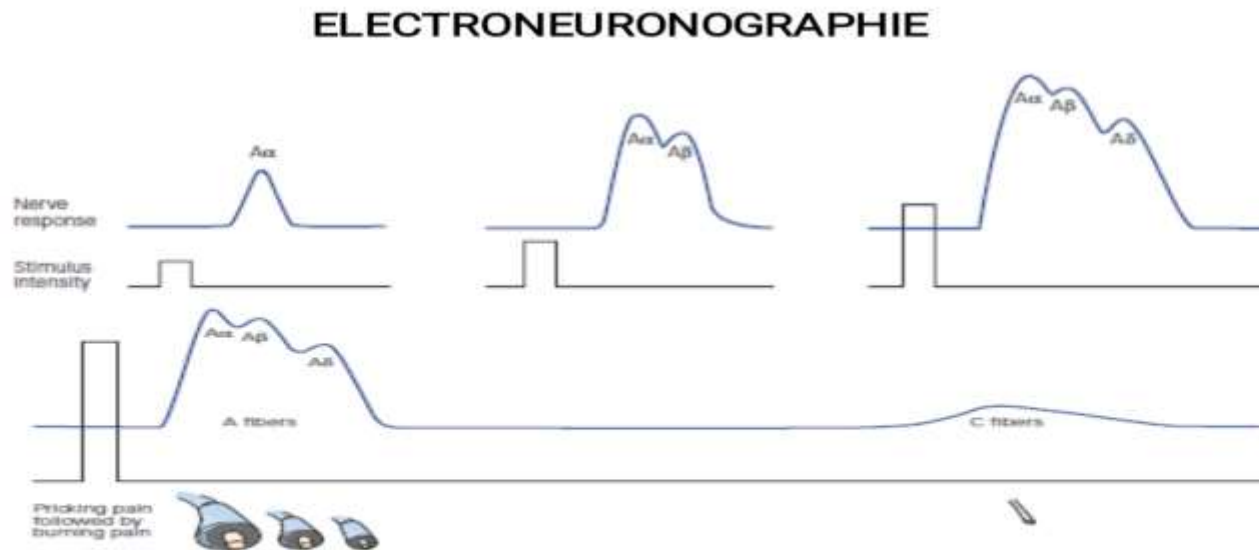 ELECTRONEURONOGRAPHIE
Aα
Aα
Aβ
Aα
Aβ
Aδ
Nerve
response
Stimulus
intensity
Aα
Aβ
Aδ
A fibers
C fibers
Pricking pain
followed by
burning pain